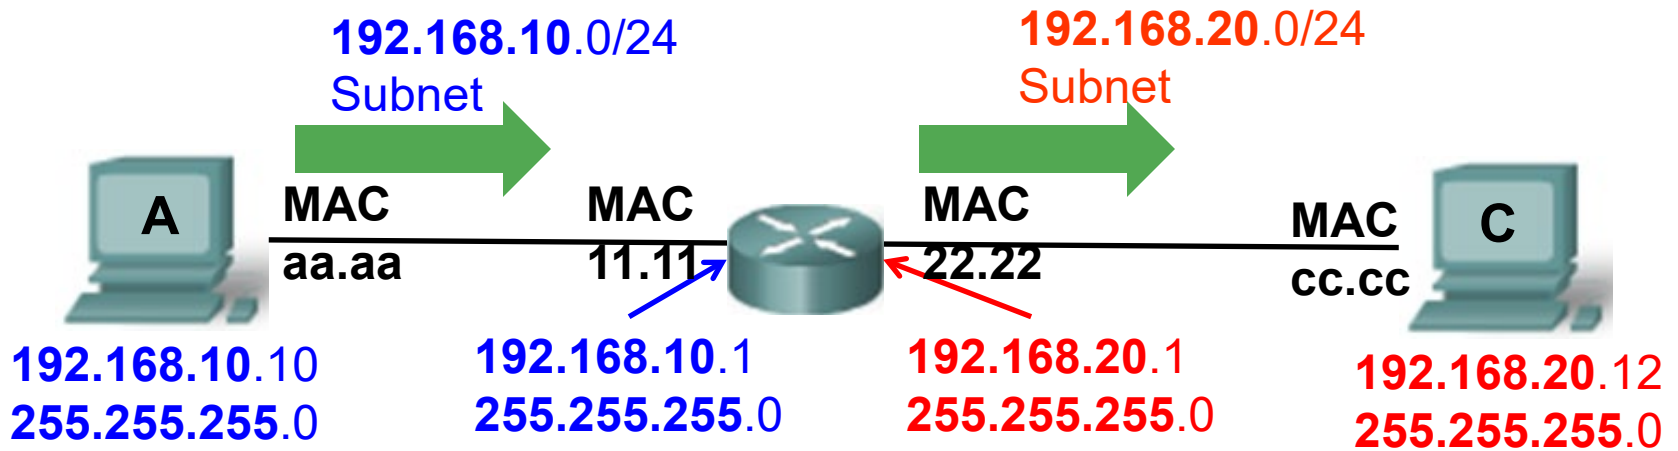 192.168.10.0/24
Subnet
192.168.20.0/24
Subnet
A
MAC
aa.aa
MAC
11.11
MAC
22.22
MAC
cc.cc
C
192.168.10.10
255.255.255.0
192.168.10.1
255.255.255.0
192.168.20.1
255.255.255.0
192.168.20.12
255.255.255.0